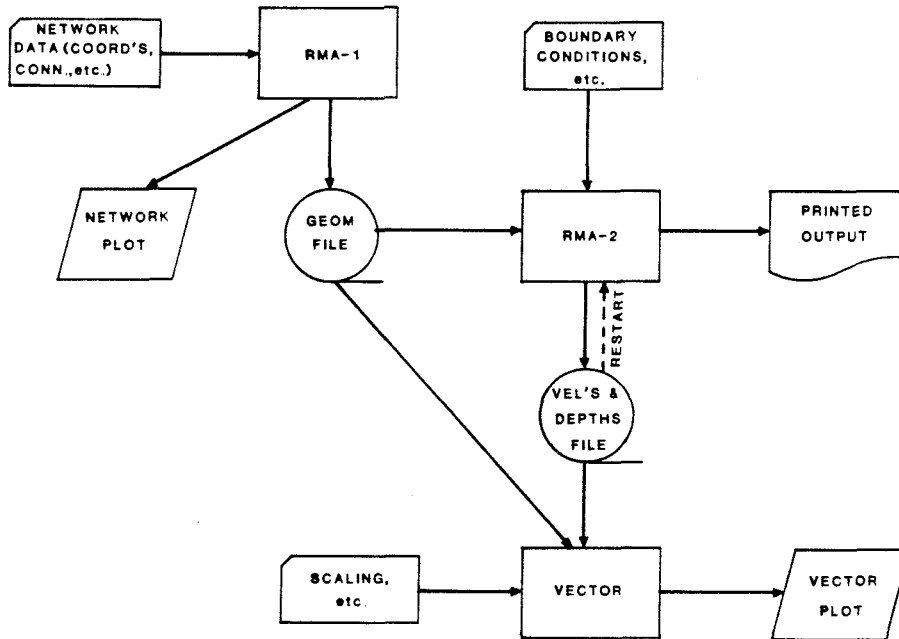 NETWORK
DATA (COORD'S,
CONN., etc.)
RMA-1
BOUNDARY
CONDITIONS,
etc.
NETWORK
PLOT
GEOM
FILE
RMA-2
PRINTED
OUTPUT
RESTART
VEL'S &
DEPTHS
FILE
SCALING,
etc.
VECTOR
VECTOR
PLOT